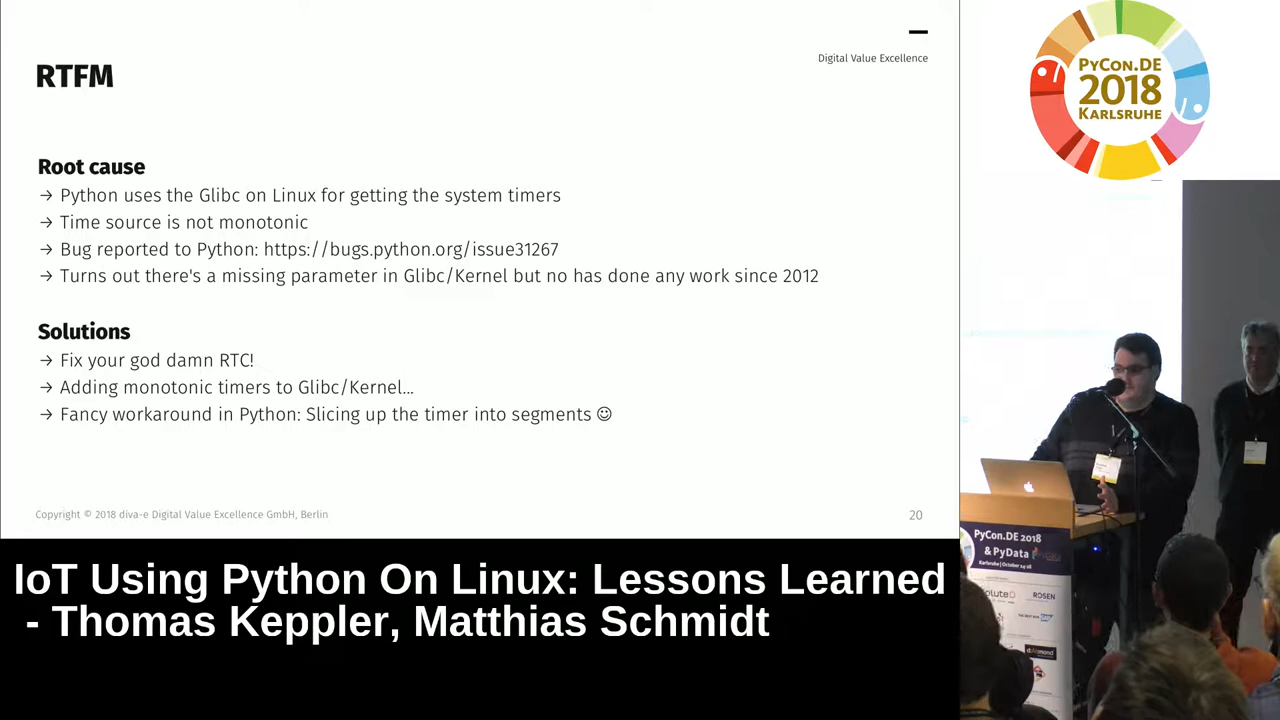 Digital Value Excellence
RTFM
Root cause
→ Python uses the Glibc on Linux for getting the system timers
→ Time source is not monotonic
→ Bug reported to Python: https://bugs.python.org/issue31267
→ Turns out there's a missing parameter in Glibc/Kernel but no has done any work since 2012
Solutions
→ Fix your god damn RTC!
→ Adding monotonic timers to Glibc/Kernel...
→ Fancy workaround in Python: Slicing up the timer into segments ☺
Copyright © 2018 diva-e Digital Value Excellence GmbH, Berlin
20
PYCON.DE
2018
KARLSRUHE
PyCon.DE 2018
& PyData
Karlsruhe | October 24-28
ROSEN
SAP
IoT Using Python On Linux: Lessons Learned
- Thomas Keppler, Matthias Schmidt